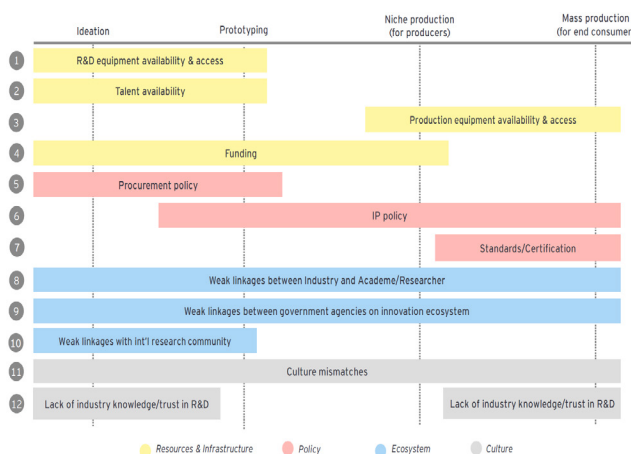 Ideation
Prototyping
Niche production
(for producers)
Mass production
(for end consumer
1
R&D equipment availability & access
2
Talent availability
3
Production equipment availability & access
4
Funding
5
Procurement policy
6
IP policy
7
Standards/Certification
8
Weak linkages between Industry and Academe/Researcher
9
Weak linkages between government agencies on innovation ecosystem
10
Weak linkages with int'l research community
11
Culture mismatches
12
Lack of industry knowledge/trust in R&D
Lack of industry knowledge/trust in R&D
Resources & Infrastructure
Policy
Ecosystem
Culture